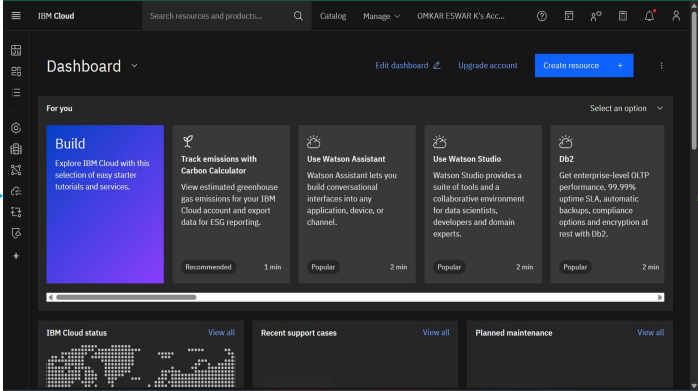 IBM Cloud
Search resources and products...
Catalog
Manage
OMKAR ESWAR K's Acc...
Dashboard
Edit dashboard
Upgrade account
Create resource +
For you
Select an option
Build
Explore IBM Cloud with this
selection of easy starter
tutorials and services.
Track emissions with
Carbon Calculator
View estimated greenhouse
gas emissions for your IBM
Cloud account and export
data for ESG reporting.
Recommended
1 min
Use Watson Assistant
Watson Assistant lets you
build conversational
interfaces into any
application, device, or
channel.
Popular
2 min
Use Watson Studio
Watson Studio provides a
suite of tools and a
collaborative environment
for data scientists,
developers and domain
experts.
Popular
2 min
Db2
Get enterprise-level OLTP
performance, 99.99%
uptime SLA, automatic
backups, compliance
options and encryption at
rest with Db2.
Popular
2 min
IBM Cloud status
View all
Recent support cases
View all
Planned maintenance
View all